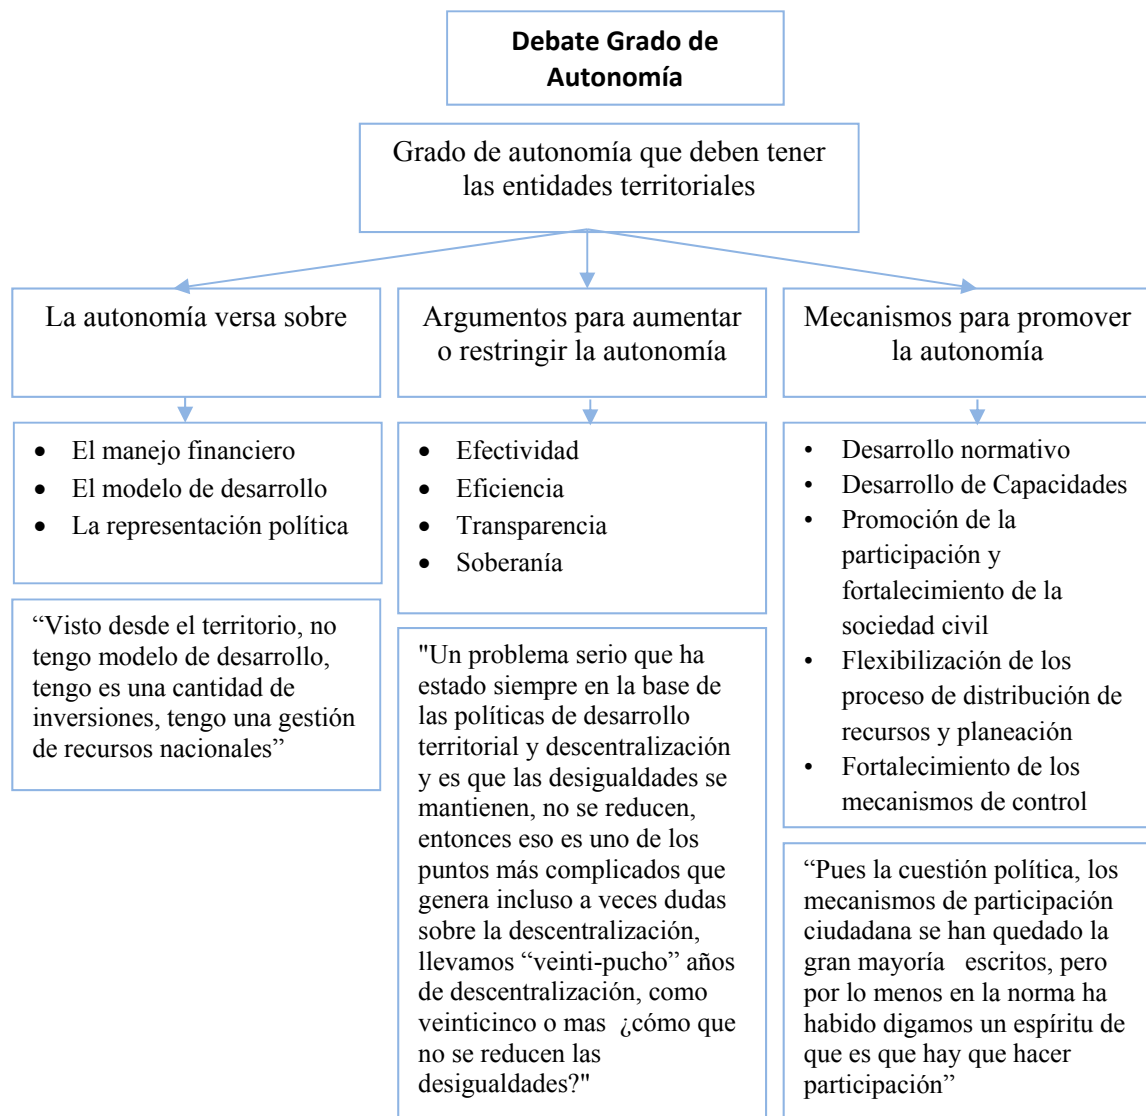 Debate Grado de
Autonomía
Grado de autonomía que deben tener
las entidades territoriales
La autonomía versa sobre
Argumentos para aumentar
o restringir la autonomía
Mecanismos para promover
la autonomía
• El manejo financiero
• El modelo de desarrollo
• La representación política
• Efectividad
• Eficiencia
• Transparencia
• Soberanía
• Desarrollo normativo
• Desarrollo de Capacidades
• Promoción de la
participación y
fortalecimiento de la
sociedad civil
• Flexibilización de los
proceso de distribución de
recursos y planeación
• Fortalecimiento de los
mecanismos de control
“Visto desde el territorio, no
tengo modelo de desarrollo,
tengo es una cantidad de
inversiones, tengo una gestión
de recursos nacionales”
"Un problema serio que ha
estado siempre en la base de
las políticas de desarrollo
territorial y descentralización
y es que las desigualdades se
mantienen, no se reducen,
entonces eso es uno de los
puntos más complicados que
genera incluso a veces dudas
sobre la descentralización,
llevamos “veinti-pucho” años
de descentralización, como
veinticinco o mas ¿cómo que
no se reducen las
desigualdades?"
“Pues la cuestión política, los
mecanismos de participación
ciudadana se han quedado la
gran mayoría escritos, pero
por lo menos en la norma ha
habido digamos un espíritu de
que es que hay que hacer
participación”